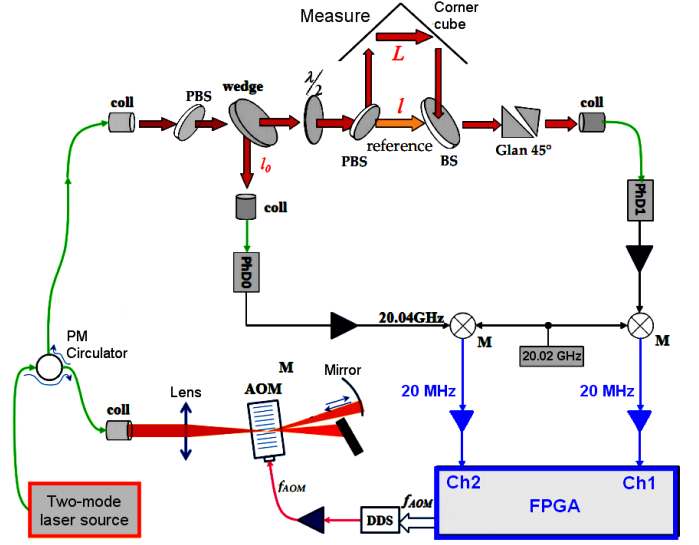 Measure
Corner
cube
L
coll
PBS
wedge
λ/2
l
coll
PBS
reference
BS
Glan 45º
l0
coll
PhD0
PhD1
20.04GHz
M
20.02 GHz
M
PM
Circulator
20 MHz
20 MHz
M
AOM
Mirror
Lens
coll
Ch2
Ch1
FPGA
fAOM
fAOM
DDS
Two-mode
laser source